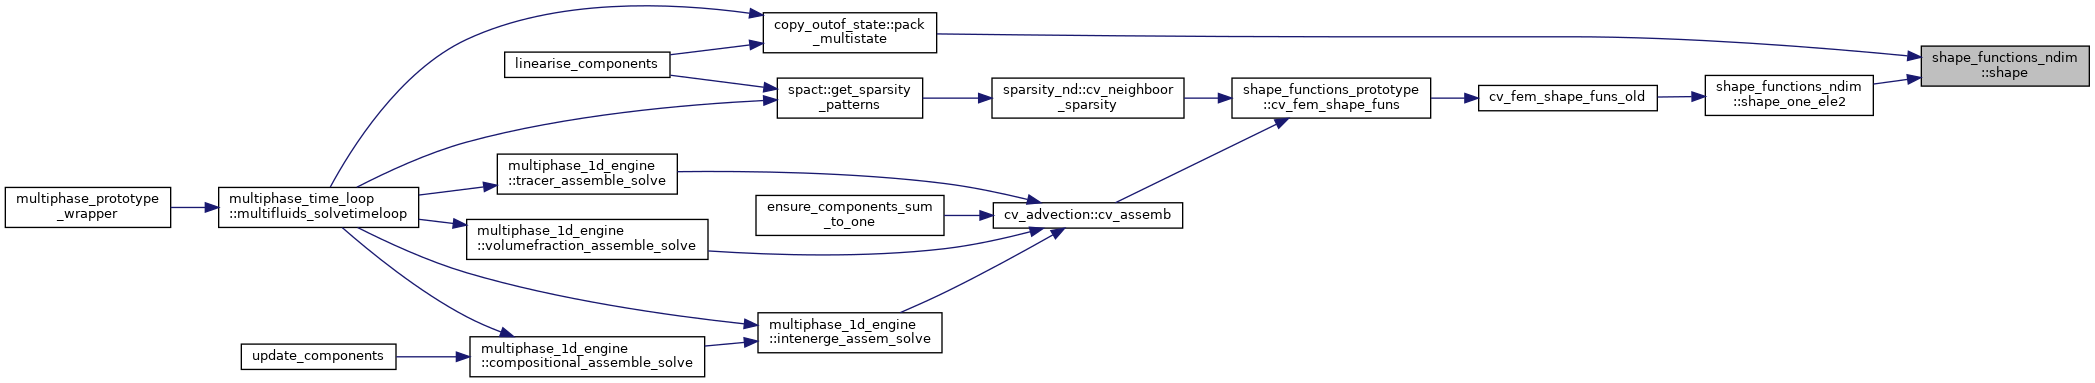 copy_outof_state::pack
_multistate
shape_functions_ndim
::shape
linearise_components
spact::get_sparsity
_patterns
sparsity_nd::cv_neighboor
_sparsity
shape_functions_prototype
::cv_fem_shape_funs
cv_fem_shape_funs_old
shape_functions_ndim
::shape_one_ele2
multiphase_1d_engine
::tracer_assemble_solve
multiphase_prototype
_wrapper
multiphase_time_loop
::multifluids_solvetimeloop
ensure_components_sum
_to_one
cv_advection::cv_assemb
multiphase_1d_engine
::volumefraction_assemble_solve
multiphase_1d_engine
::intenerge_assem_solve
update_components
multiphase_1d_engine
::compositional_assemble_solve